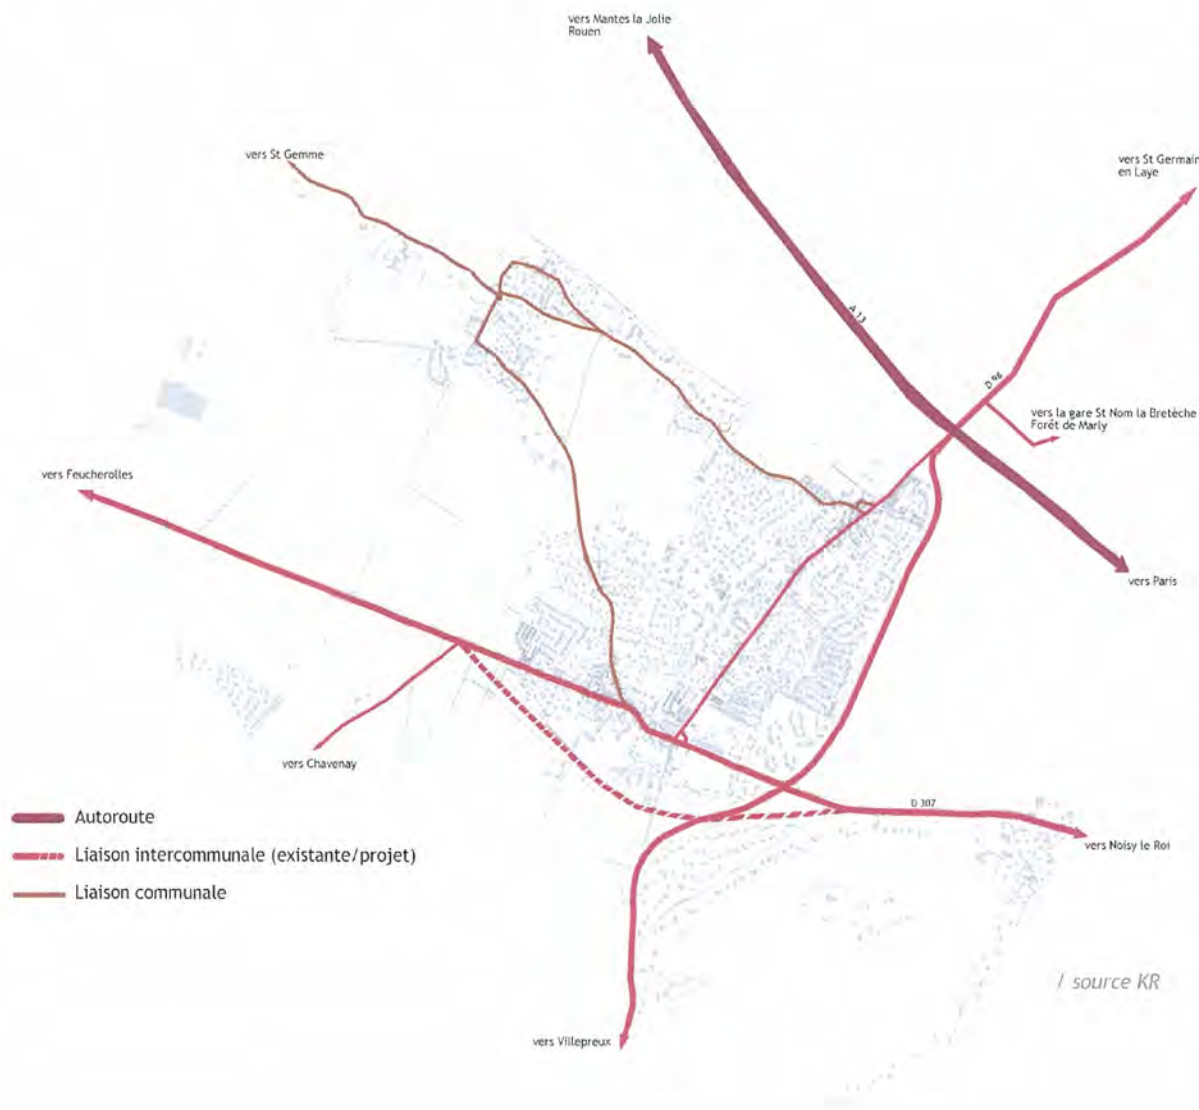 vers Mantes la Jolie
Rouen
vers St Gemme
vers St Germain
en Laye
A 13
D 98
vers la gare St Nom la Bretèche
Forêt de Marly
vers Feucherolles
vers Paris
vers Chavenay
D 307
vers Noisy le Roi
Autoroute
Liaison intercommunale (existante/projet)
Liaison communale
/ source KR
vers Villepreux